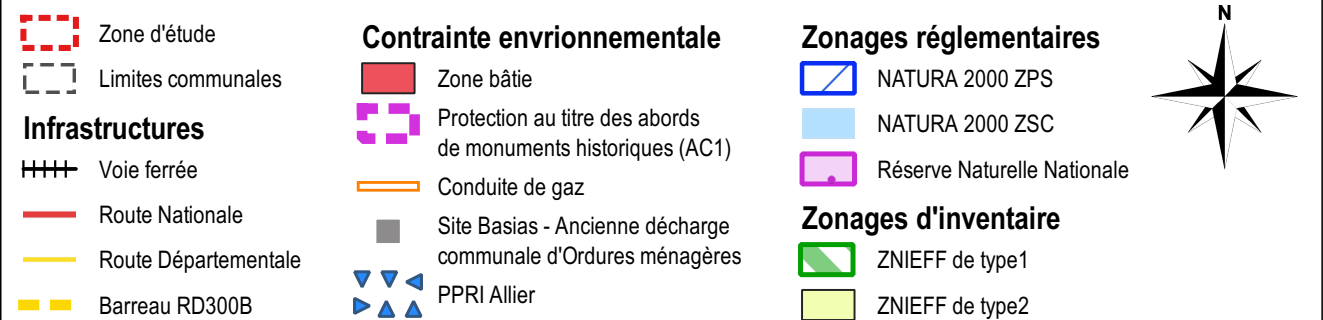 Zone d'étude
Limites communales
Infrastructures
Voie ferrée
Route Nationale
Route Départementale
Barreau RD300B
Contrainte envrionnementale
Zone bâtie
Protection au titre des abords
de monuments historiques (AC1)
Conduite de gaz
Site Basias - Ancienne décharge
communale d'Ordures ménagères
PPRI Allier
Zonages réglementaires
NATURA 2000 ZPS
NATURA 2000 ZSC
Réserve Naturelle Nationale
Zonages d'inventaire
ZNIEFF de type1
ZNIEFF de type2
N